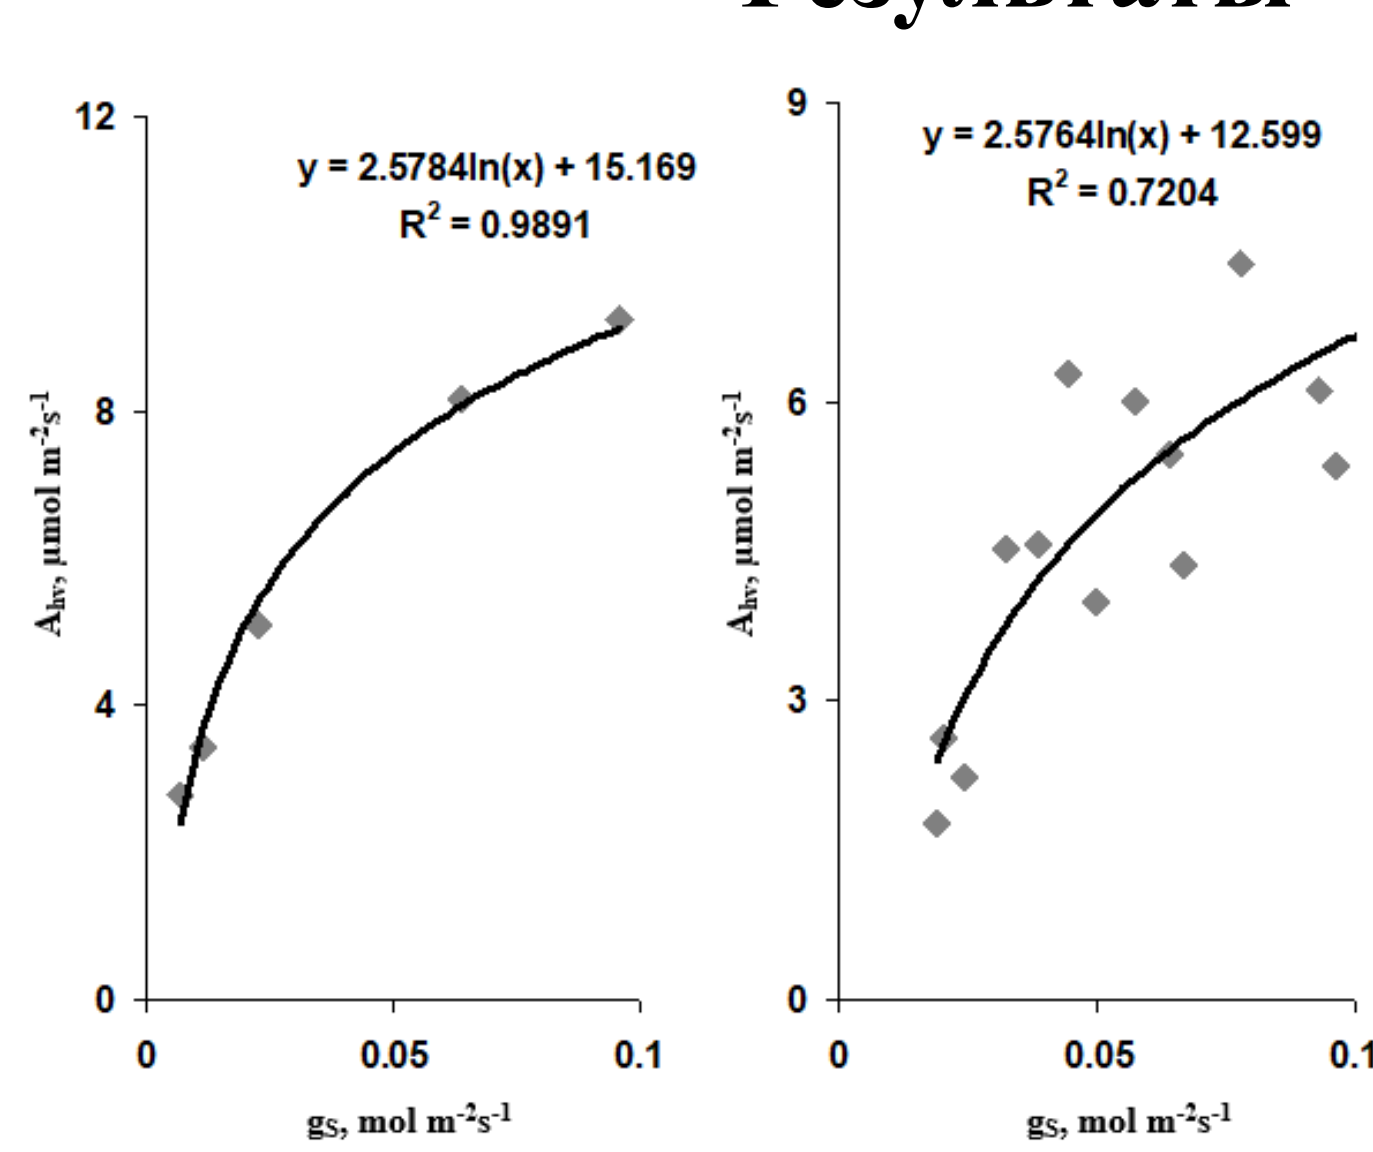 Результаты
12
y = 2.5784ln(x) + 15.169
R² = 0.9891
8
4
0
0 0.05 0.1
A_hv, μmol m⁻²s⁻¹
g_S, mol m⁻²s⁻¹
9
y = 2.5764ln(x) + 12.599
R² = 0.7204
6
3
0
0 0.05 0.1
A_hv, μmol m⁻²s⁻¹
g_S, mol m⁻²s⁻¹